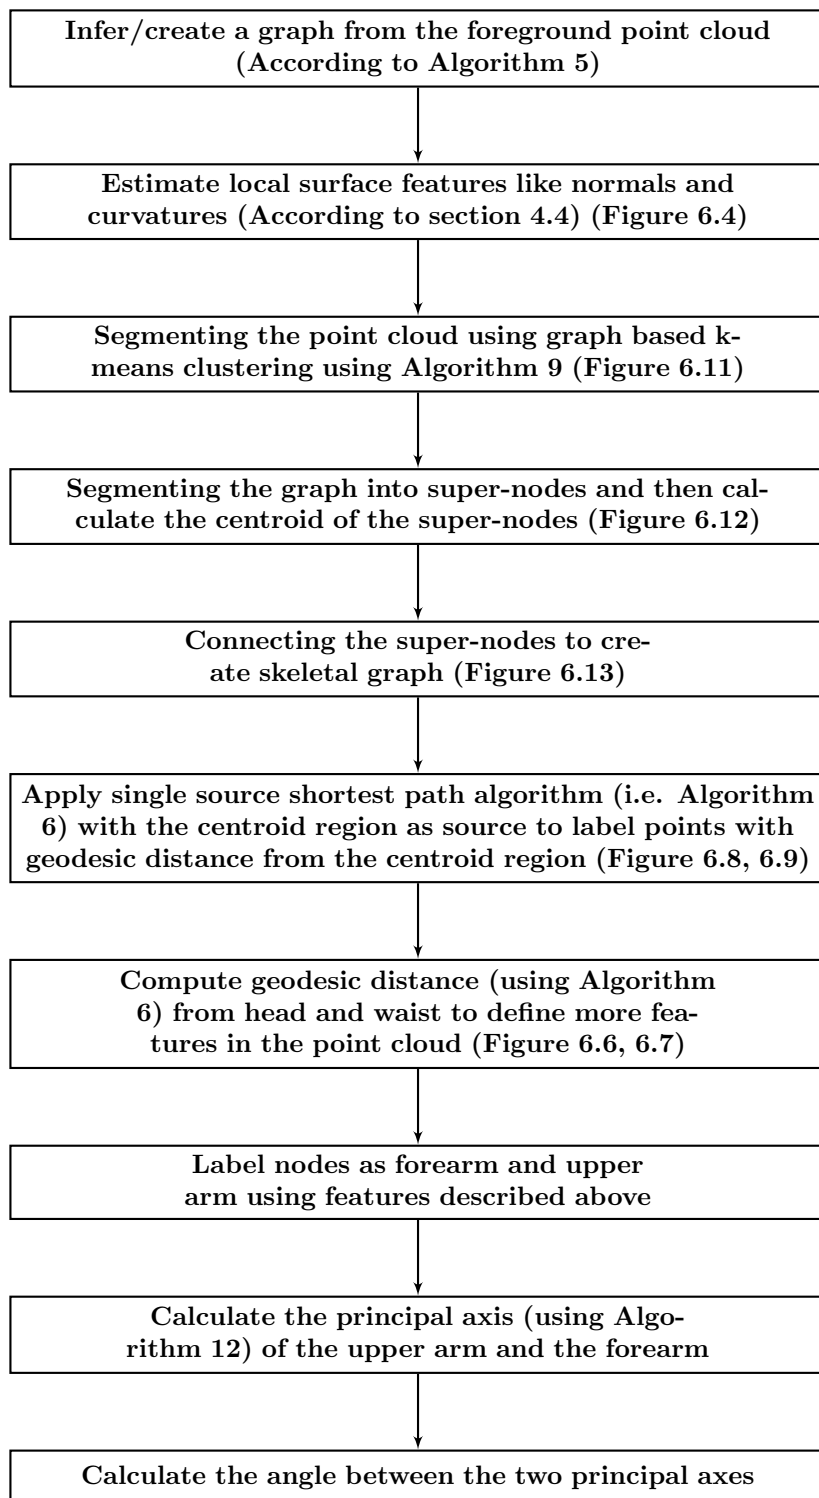 Infer/create a graph from the foreground point cloud
(According to Algorithm 5)
Estimate local surface features like normals and
curvatures (According to section 4.4) (Figure 6.4)
Segmenting the point cloud using graph based k-
means clustering using Algorithm 9 (Figure 6.11)
Segmenting the graph into super-nodes and then cal-
culate the centroid of the super-nodes (Figure 6.12)
Connecting the super-nodes to cre-
ate skeletal graph (Figure 6.13)
Apply single source shortest path algorithm (i.e. Algorithm
6) with the centroid region as source to label points with
geodesic distance from the centroid region (Figure 6.8, 6.9)
Compute geodesic distance (using Algorithm
6) from head and waist to define more fea-
tures in the point cloud (Figure 6.6, 6.7)
Label nodes as forearm and upper
arm using features described above
Calculate the principal axis (using Algo-
rithm 12) of the upper arm and the forearm
Calculate the angle between the two principal axes